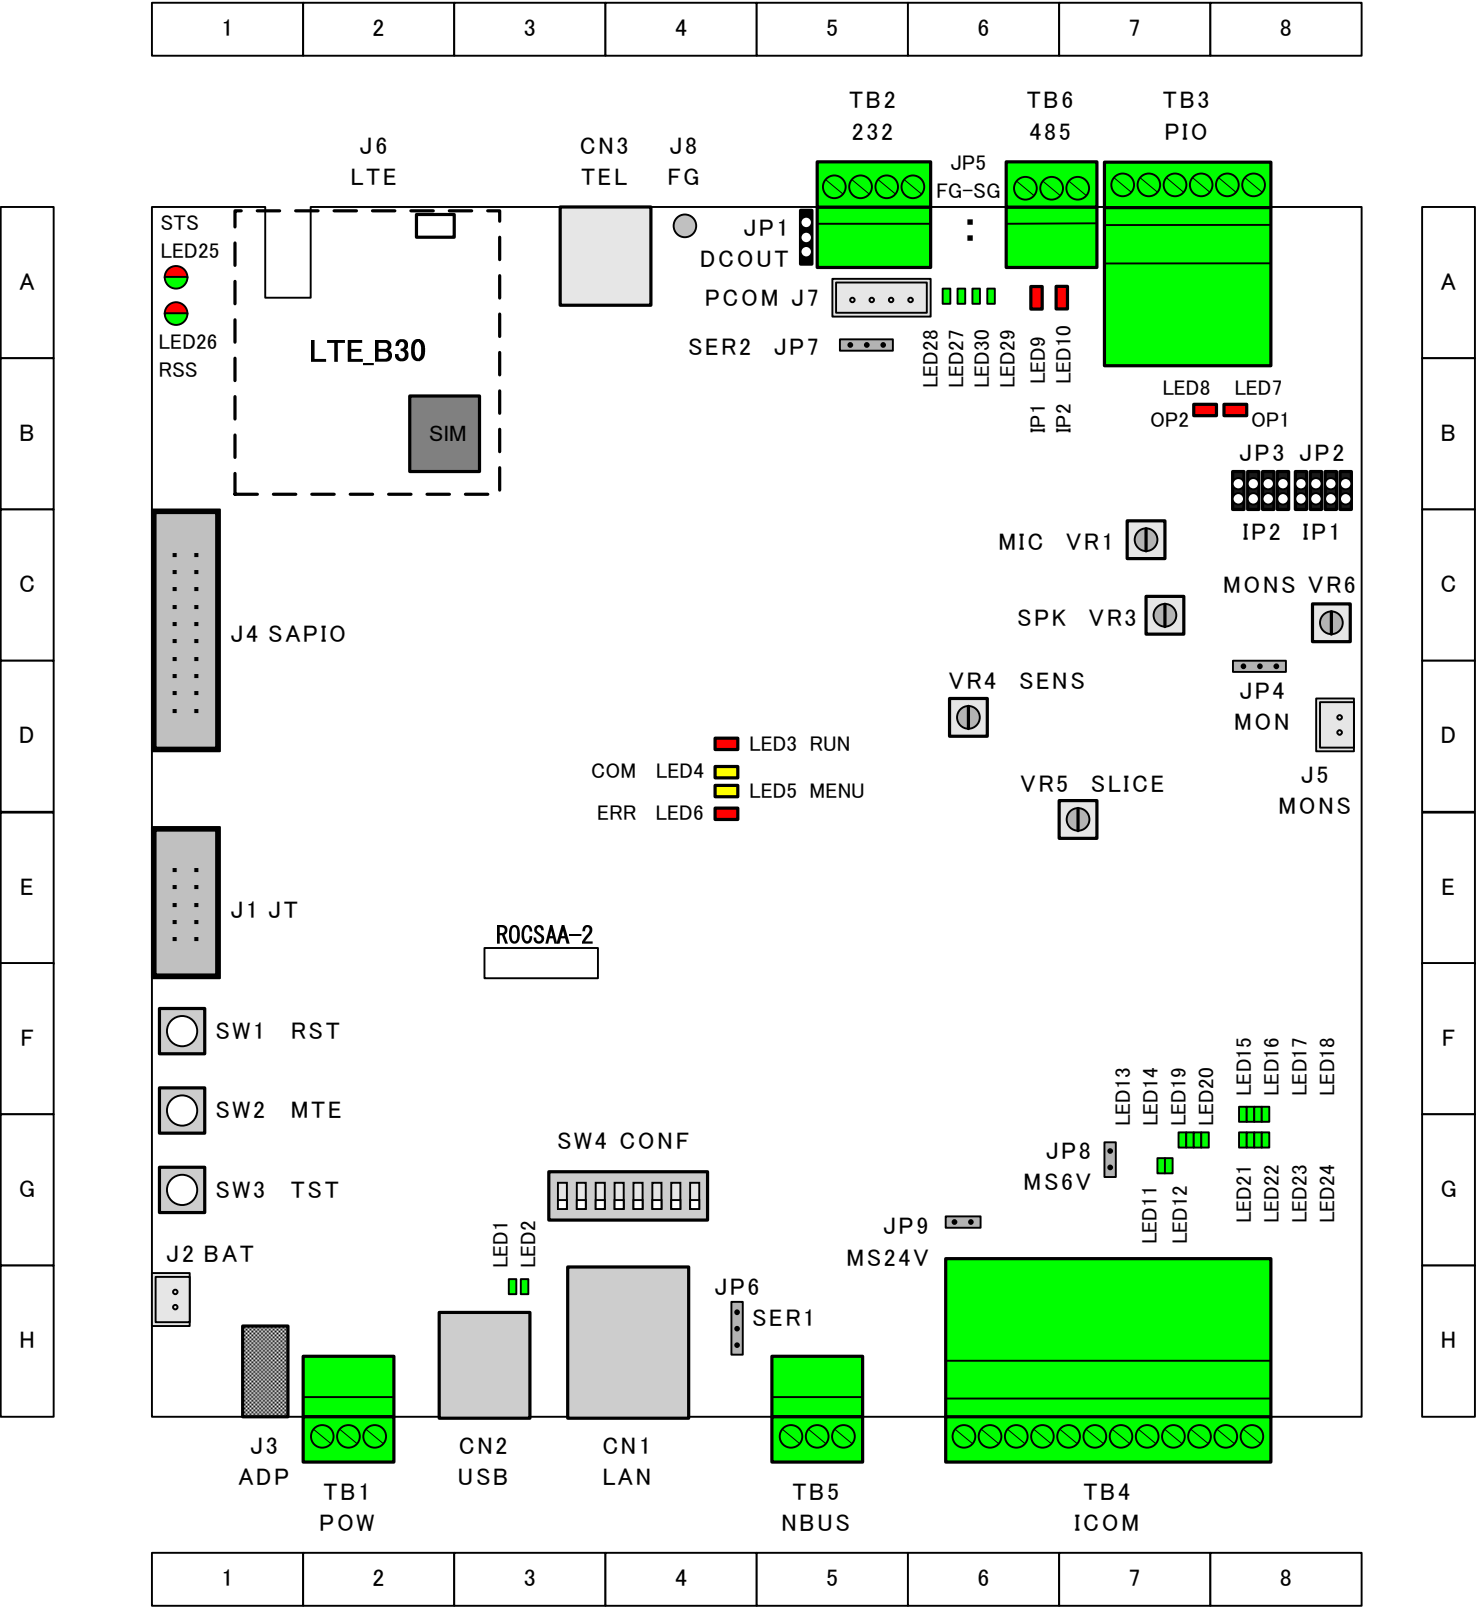 1 2 3 4 5 6 7 8
TB2 TB6 TB3
232 485 PIO
J6 CN3 J8
LTE TEL FG
JP5
FG-SG
STS
LED25
JP1
DCOUT
A A
PCOM J7
LED26
RSS
LTE_B30
SER2 JP7
LED28
LED27
LED30
LED29
LED9
LED10
IP1
IP2
LED8 LED7
OP2 OP1
B B
SIM
JP3 JP2
IP2 IP1
MIC VR1
C C
MONS VR6
SPK VR3
J4 SAPIO
VR4 SENS
JP4
MON
D D
LED3 RUN
COM LED4
LED5 MENU
ERR LED6
VR5 SLICE
J5
MONS
E E
J1 JT
ROCSAA-2
SW1 RST
F F
LED15
LED16
LED17
LED18
LED13
LED14
LED19
LED20
SW2 MTE
SW4 CONF
JP8
MS6V
G G
SW3 TST
LED11
LED12
LED21
LED22
LED23
LED24
LED1
LED2
JP9
MS24V
J2 BAT
JP6
SER1
H H
J3
ADP
CN2
USB
CN1
LAN
TB1
POW
TB5
NBUS
TB4
ICOM
1 2 3 4 5 6 7 8